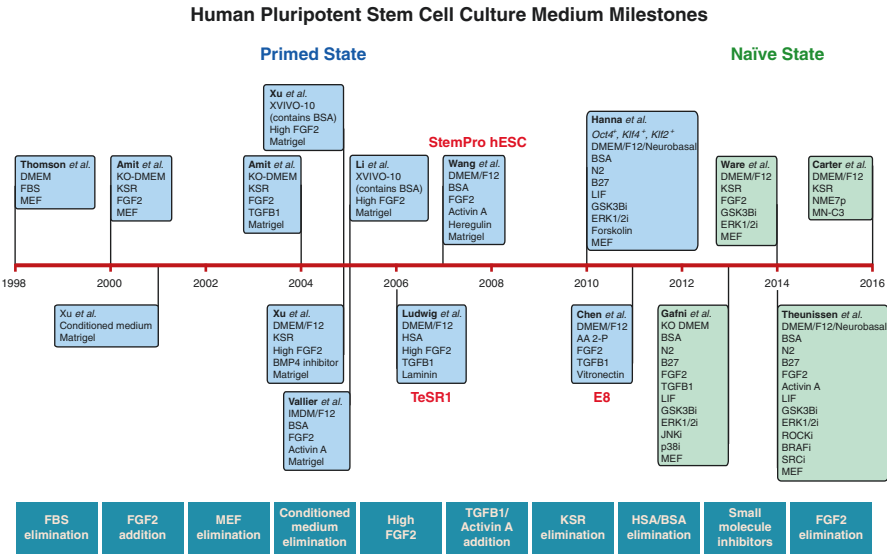 Human Pluripotent Stem Cell Culture Medium Milestones
Primed State
Naïve State
Xu et al.
XVIVO-10
(contains BSA)
High FGF2
Matrigel
Thomson et al.
DMEM
FBS
MEF
Amit et al.
KO-DMEM
KSR
FGF2
MEF
Amit et al.
KO-DMEM
KSR
FGF2
TGFB1
Matrigel
Li et al.
XVIVO-10
(contains BSA)
High FGF2
Matrigel
StemPro hESC
Wang et al.
DMEM/F12
BSA
FGF2
Activin A
Heregulin
Matrigel
Hanna et al.
Oct4+, Klf4+, Klf2+
DMEM/F12/Neurobasal
BSA
N2
B27
LIF
GSK3Bi
ERK1/2i
Forskolin
MEF
Ware et al.
DMEM/F12
KSR
FGF2
GSK3Bi
ERK1/2i
MEF
Carter et al.
DMEM/F12
KSR
NME7p
MN-C3
1998 2000 2002 2004 2006 2008 2010 2012 2014 2016
Xu et al.
Conditioned medium
Matrigel
Xu et al.
DMEM/F12
KSR
High FGF2
BMP4 inhibitor
Matrigel
Vallier et al.
IMDM/F12
BSA
FGF2
Activin A
Matrigel
Ludwig et al.
DMEM/F12
HSA
High FGF2
TGFB1
Laminin
TeSR1
Chen et al.
DMEM/F12
AA 2-P
FGF2
TGFB1
Vitronectin
E8
Gafni et al.
KO DMEM
BSA
N2
B27
FGF2
TGFB1
LIF
GSK3Bi
ERK1/2i
JNKi
p38i
MEF
Theunissen et al.
DMEM/F12/Neurobasal
BSA
N2
B27
FGF2
Activin A
LIF
GSK3Bi
ERK1/2i
ROCKi
BRAFi
SRCi
MEF
FBS
elimination
FGF2
addition
MEF
elimination
Conditioned
medium
elimination
High
FGF2
TGFB1/
Activin A
addition
KSR
elimination
HSA/BSA
elimination
Small
molecule
inhibitors
FGF2
elimination